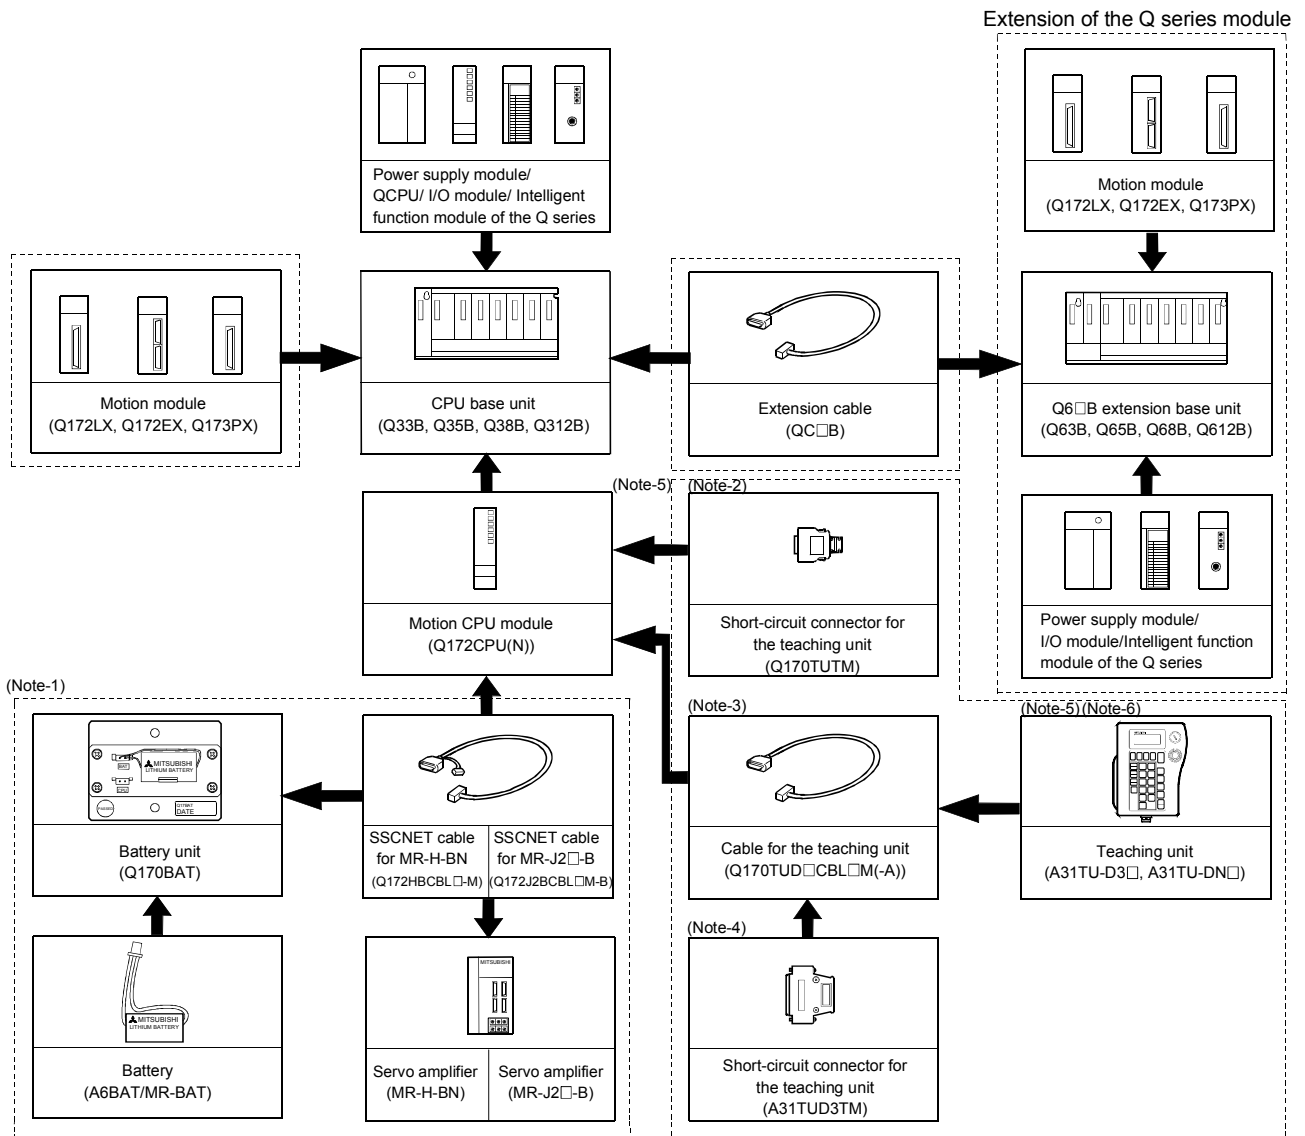 Extension of the Q series module
Power supply module/
QCPU/ I/O module/ Intelligent
function module of the Q series
Motion module
(Q172LX, Q172EX, Q173PX)
Motion module
(Q172LX, Q172EX, Q173PX)
CPU base unit
(Q33B, Q35B, Q38B, Q312B)
Extension cable
(QC□B)
Q6□B extension base unit
(Q63B, Q65B, Q68B, Q612B)
(Note-5)
(Note-2)
Motion CPU module
(Q172CPU(N))
Short-circuit connector for
the teaching unit
(Q170TUTM)
Power supply module/
I/O module/Intelligent function
module of the Q series
(Note-1)
(Note-3)
(Note-5) (Note-6)
BAT
MITSUBISHI
LITHIUM BATTERY
CPU
PASSED
Q170BAT
DATE
Battery unit
(Q170BAT)
SSCNET cable
for MR-H-BN
(Q172HBCBL□-M)
SSCNET cable
for MR-J2□-B
(Q172J2BCBL□M-B)
Cable for the teaching unit
(Q170TUD□CBL□M(-A))
Teaching unit
(A31TU-D3□, A31TU-DN□)
(Note-4)
MITSUBISHI
LITHIUM BATTERY
Battery
(A6BAT/MR-BAT)
MITSUBISHI
Servo amplifier
(MR-H-BN)
Servo amplifier
(MR-J2□-B)
Short-circuit connector for
the teaching unit
(A31TUD3TM)